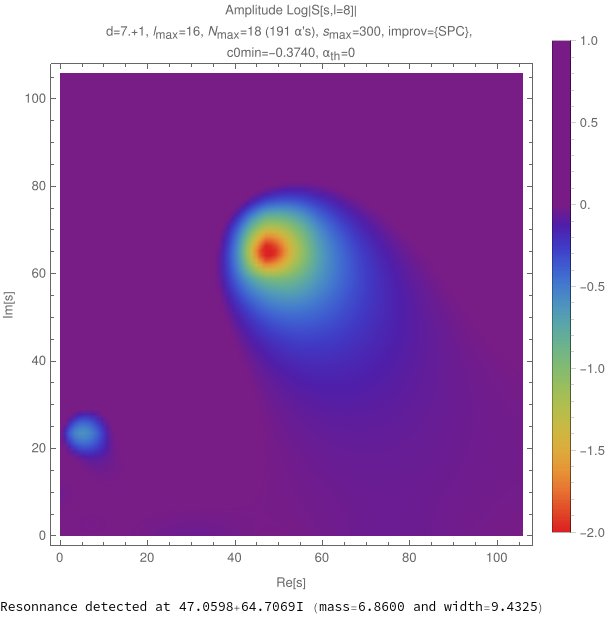 Amplitude Log|S[s,l=8]|
d=7.+1, lmax=16, Nmax=18 (191 α's), smax=300, improv={SPC},
c0min=−0.3740, αth=0
100
80
60
40
20
0
Im[s]
0 20 40 60 80 100
Re[s]
1.0
0.5
0.
−0.5
−1.0
−1.5
−2.0
Resonnance detected at 47.0598+64.7069I (mass=6.8600 and width=9.4325)